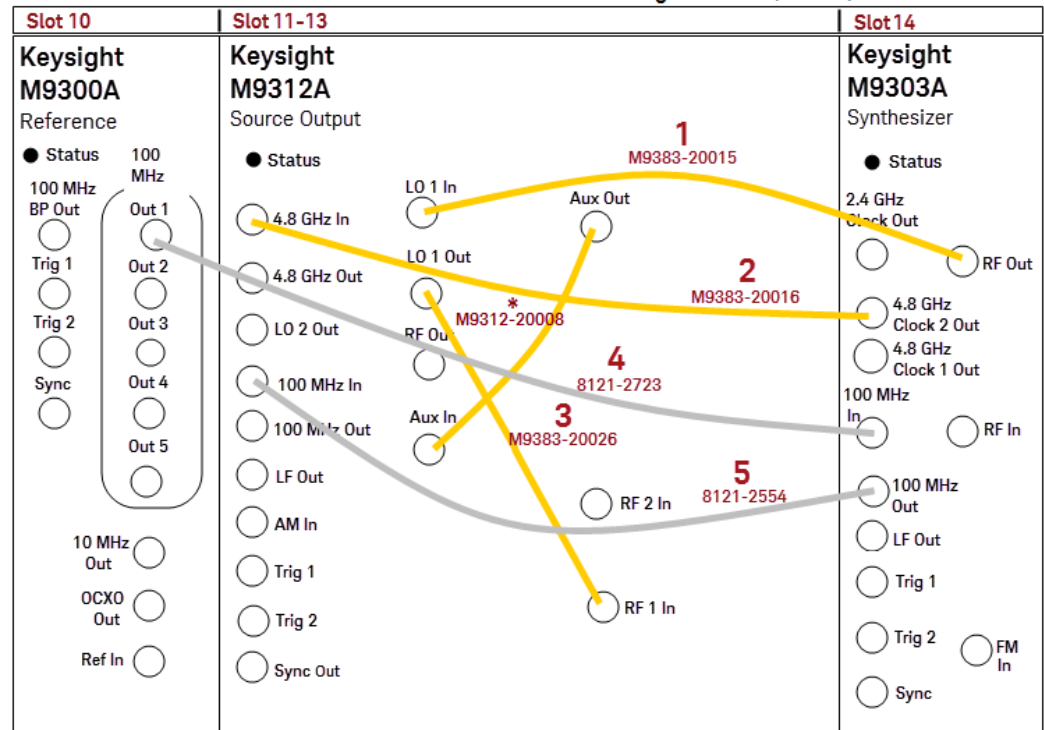 Slot 10
Slot 11-13
Slot 14
Keysight
M9300A
Reference
Status
100
MHz
100 MHz
BP Out
Out 1
Trig 1
Out 2
Trig 2
Out 3
Sync
Out 4
Out 5
10 MHz
Out
OCXO
Out
Ref In
Keysight
M9312A
Source Output
Status
4.8 GHz In
4.8 GHz Out
LO 2 Out
100 MHz In
100 MHz Out
LF Out
AM In
Trig 1
Trig 2
Sync Out
LO 1 In
LO 1 Out
RF Out
Aux In
Aux Out
RF 2 In
RF 1 In
1
M9383-20015
2
M9383-20016
*
M9312-20008
4
8121-2723
3
M9383-20026
5
8121-2554
Keysight
M9303A
Synthesizer
Status
2.4 GHz
Clock Out
RF Out
4.8 GHz
Clock 2 Out
4.8 GHz
Clock 1 Out
100 MHz
In
RF In
100 MHz
Out
LF Out
Trig 1
Trig 2
FM
In
Sync